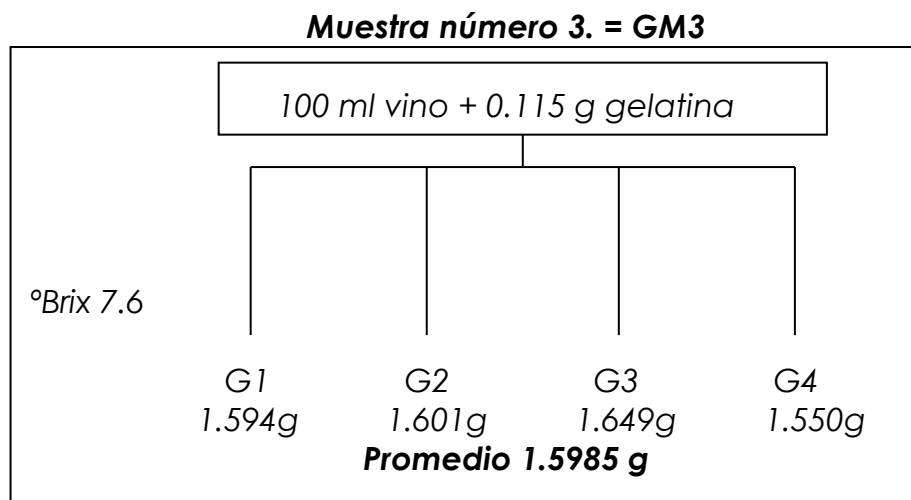 Muestra número 3. = GM3
100 ml vino + 0.115 g gelatina
ºBrix 7.6
G1 G2 G3 G4
1.594g 1.601g 1.649g 1.550g
Promedio 1.5985 g